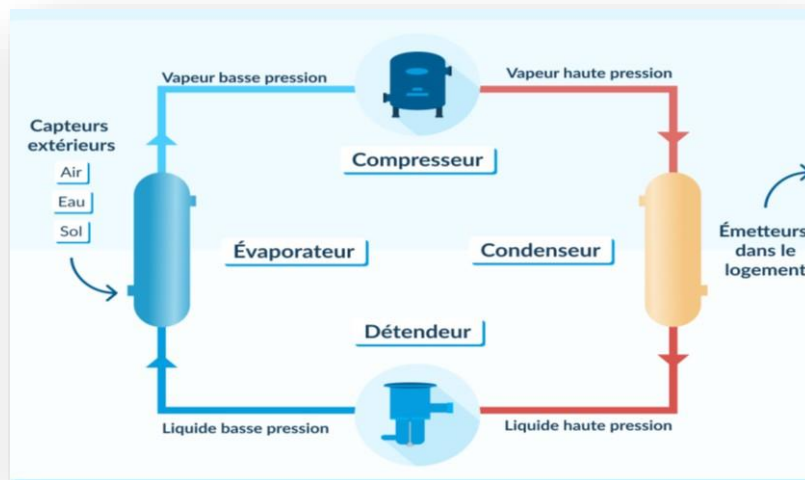 Vapeur basse pression
Vapeur haute pression
Capteurs
extérieurs
Air
Eau
Sol
Compresseur
Évaporateur
Condenseur
Émetteurs
dans le
logement
Détendeur
Liquide basse pression
Liquide haute pression